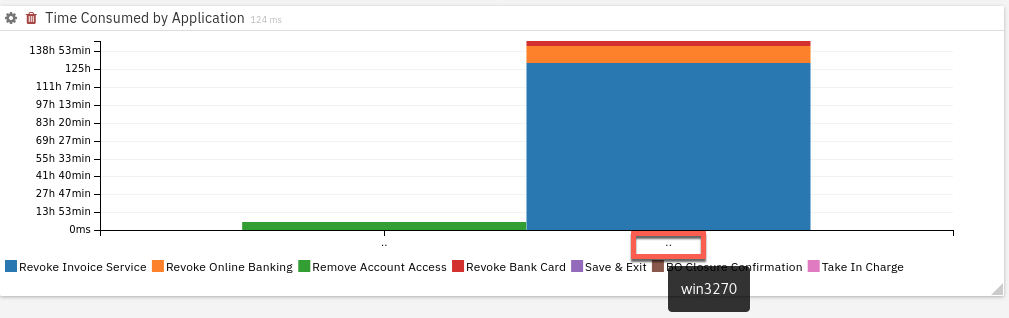 Time Consumed by Application 124 ms
138h 53min
125h
111h 7min
97h 13min
83h 20min
69h 27min
55h 33min
41h 40min
27h 47min
13h 53min
0ms
.. ..
Revoke Invoice Service Revoke Online Banking Remove Account Access Revoke Bank Card Save & Exit BO Closure Confirmation Take In Charge
win3270